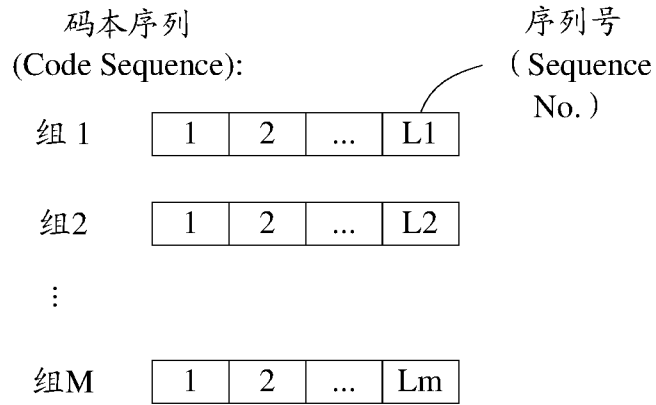 码本序列
(Code Sequence):
序列号
（Sequence
No.）
组 1 1 2 ... L1
组2 1 2 ... L2
⋮
组M 1 2 ... Lm